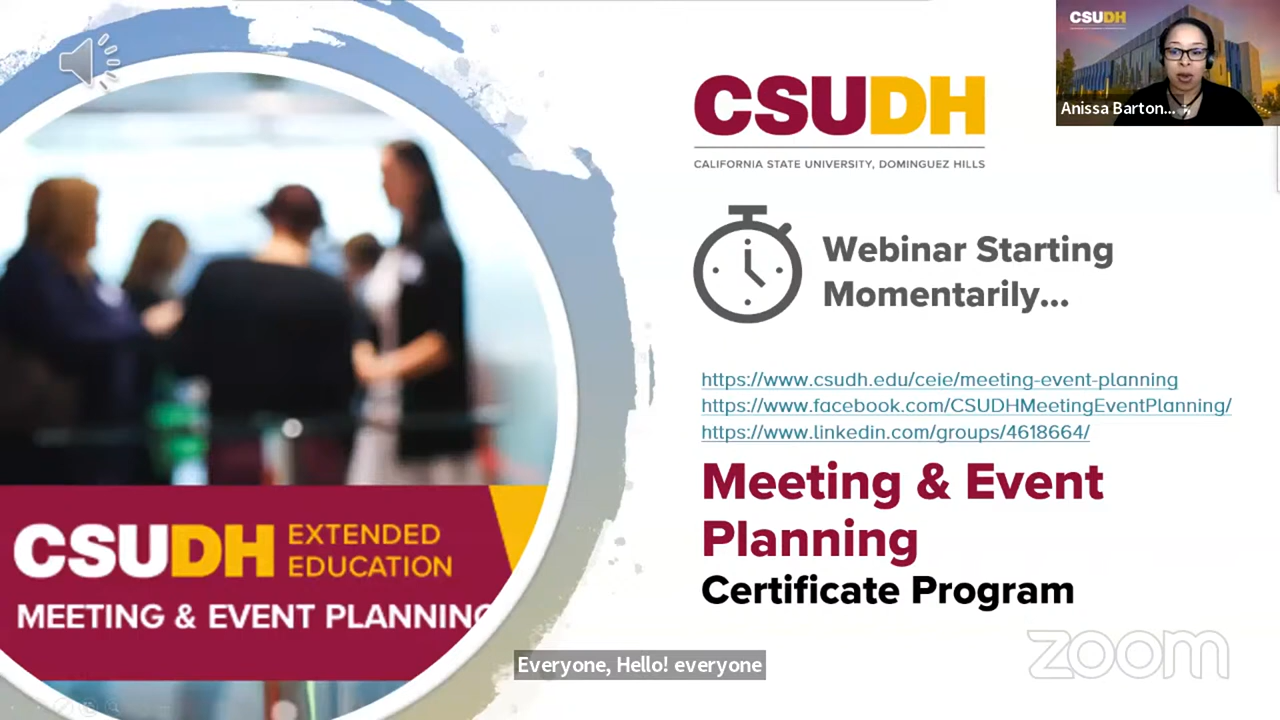 CSUDH
CALIFORNIA STATE UNIVERSITY, DOMINGUEZ HILLS
CSUDH
Anissa Barton...
Webinar Starting
Momentarily...
https://www.csudh.edu/ceie/meeting-event-planning
https://www.facebook.com/CSUDHMeetingEventPlanning/
https://www.linkedin.com/groups/4618664/
Meeting & Event
Planning
Certificate Program
CSUDH EXTENDED
EDUCATION
MEETING & EVENT PLANNING
Everyone, Hello! everyone
zoom